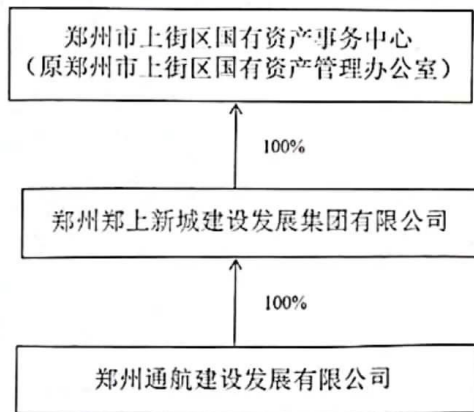 郑州市上街区国有资产事务中心
（原郑州市上街区国有资产管理办公室）
100%
郑州郑上新城建设发展集团有限公司
100%
郑州通航建设发展有限公司